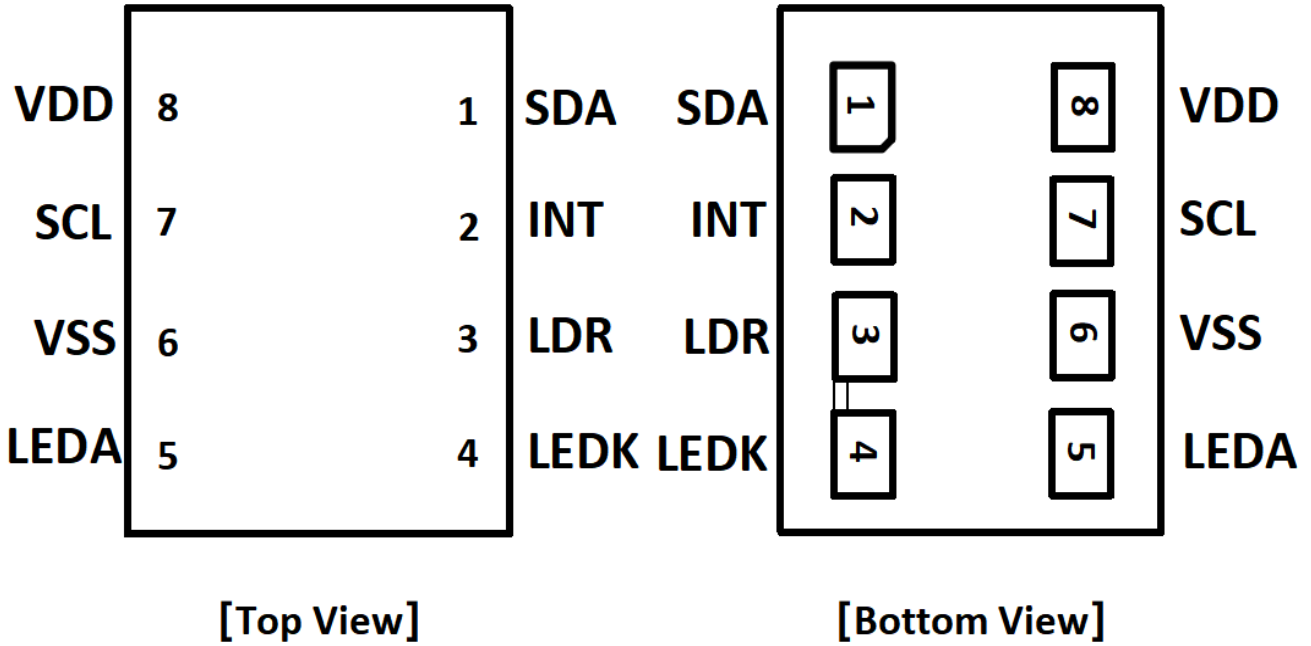 VDD 8 1 SDA SDA 1 8 VDD
SCL 7 2 INT INT 2 7 SCL
VSS 6 3 LDR LDR 3 6 VSS
LEDA 5 4 LEDK LEDK 4 5 LEDA
[Top View] [Bottom View]